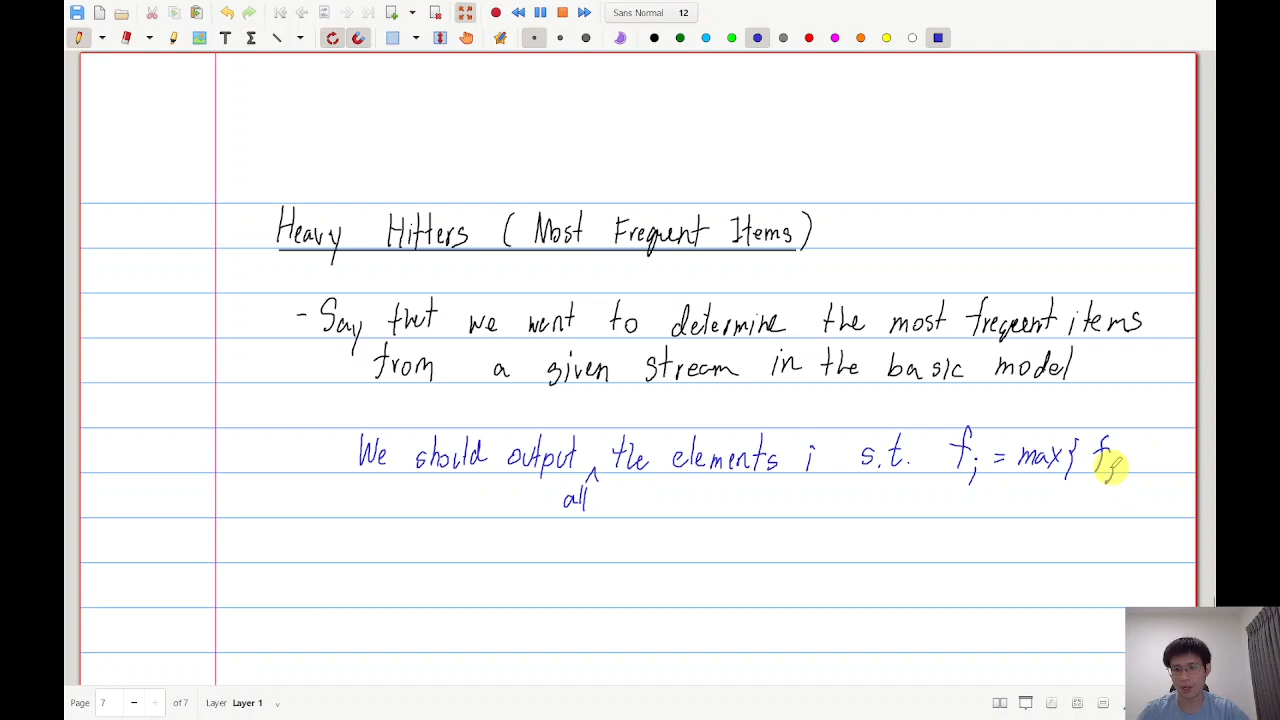 Sans Normal 12
Heavy Hitters (Most Frequent Items)
- Say that we want to determine the most frequent items
from a given stream in the basic model
We should output the elements i s.t. fi = max{ fj
all
Page 7 of 7 Layer Layer 1